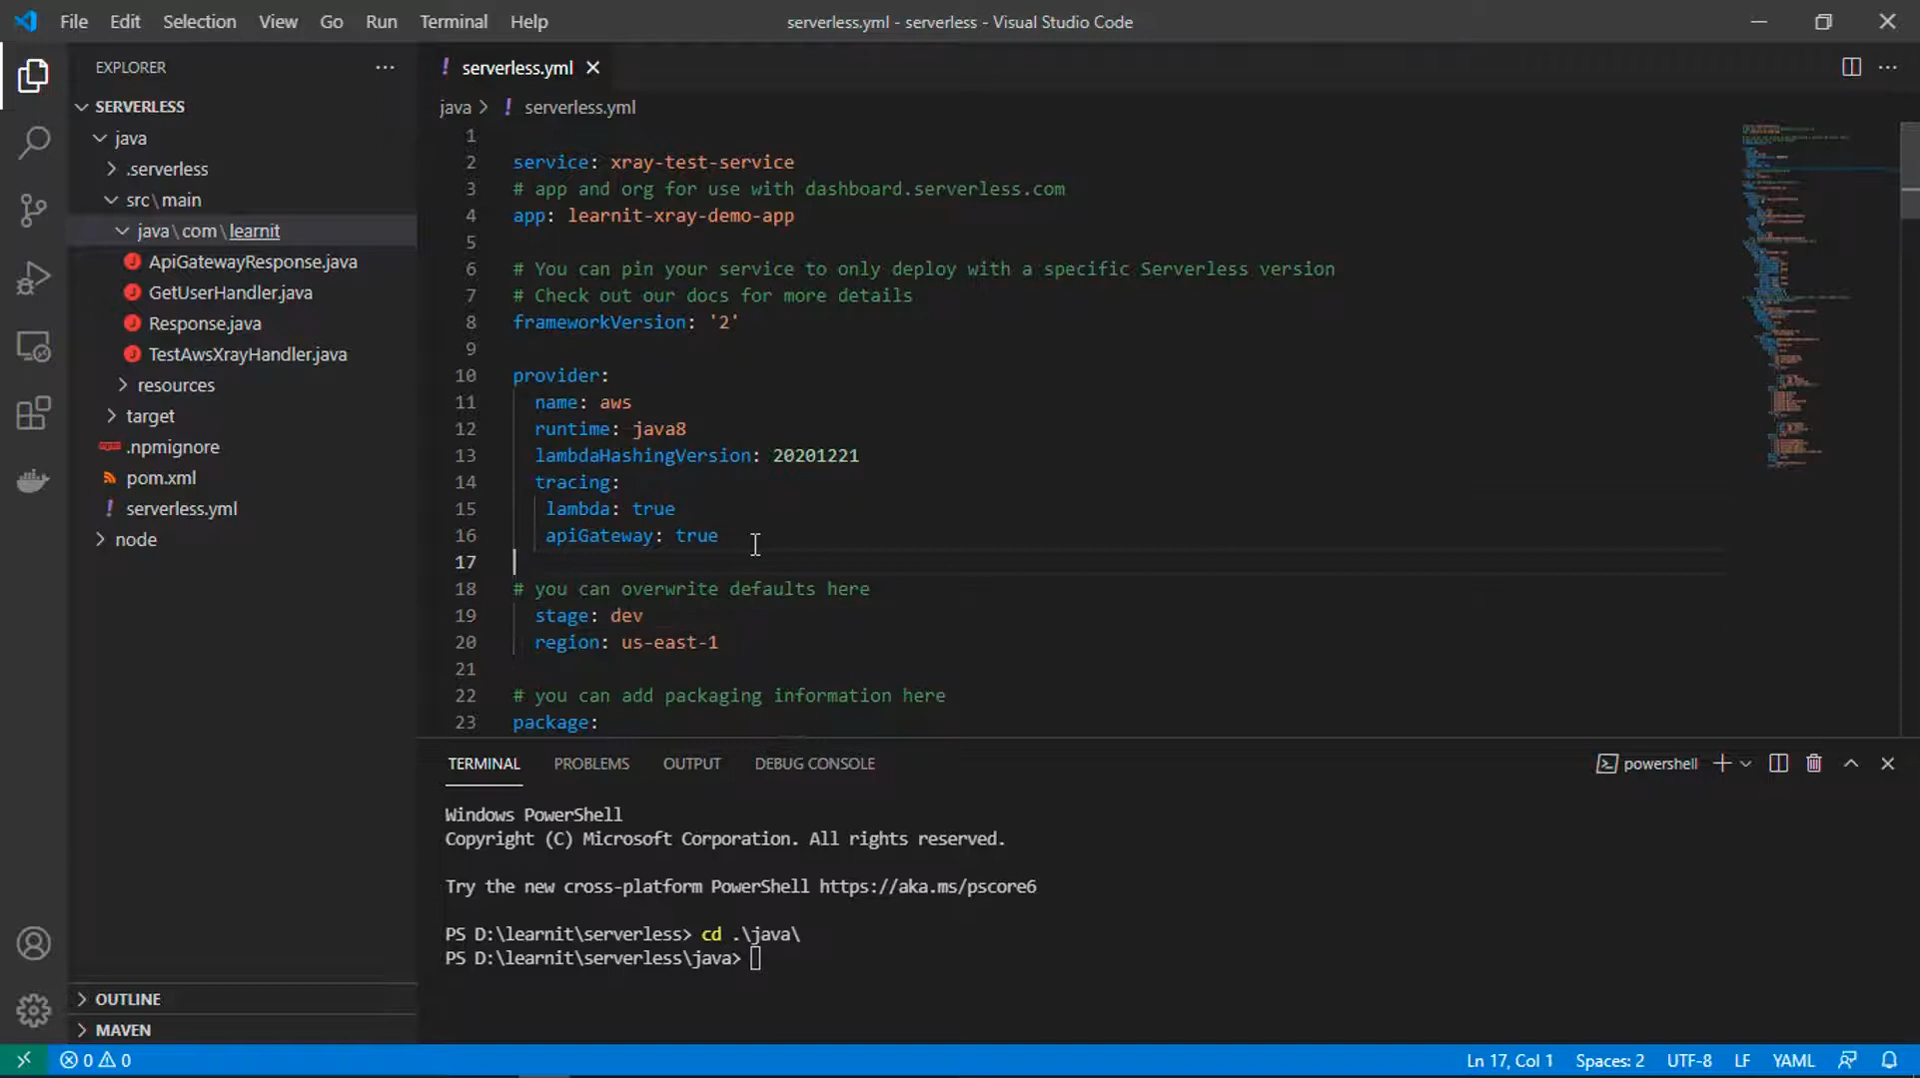 File Edit Selection View Go Run Terminal Help
serverless.yml - serverless - Visual Studio Code
EXPLORER
SERVERLESS
java
.serverless
src\main
java\com\learnit
ApiGatewayResponse.java
GetUserHandler.java
Response.java
TestAwsXrayHandler.java
resources
target
.npmignore
pom.xml
serverless.yml
node
OUTLINE
MAVEN
! serverless.yml
java > ! serverless.yml
1
2 service: xray-test-service
3 # app and org for use with dashboard.serverless.com
4 app: learnit-xray-demo-app
5
6 # You can pin your service to only deploy with a specific Serverless version
7 # Check out our docs for more details
8 frameworkVersion: '2'
9
10 provider:
11 name: aws
12 runtime: java8
13 lambdaHashingVersion: 20201221
14 tracing:
15 lambda: true
16 apiGateway: true
17
18 # you can overwrite defaults here
19 stage: dev
20 region: us-east-1
21
22 # you can add packaging information here
23 package:
TERMINAL PROBLEMS OUTPUT DEBUG CONSOLE
powershell
Windows PowerShell
Copyright (C) Microsoft Corporation. All rights reserved.
Try the new cross-platform PowerShell https://aka.ms/pscore6
PS D:\learnit\serverless> cd .\java\
PS D:\learnit\serverless\java>
0 0
Ln 17, Col 1 Spaces: 2 UTF-8 LF YAML